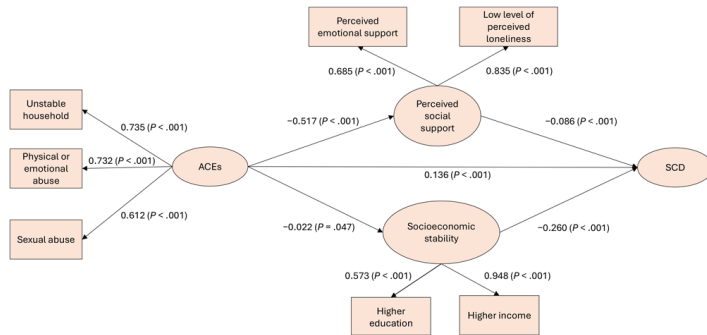 Perceived
emotional support
Low level of
perceived
loneliness
0.685 (P < .001)
0.835 (P < .001)
Unstable
household
Perceived
social
support
0.735 (P < .001)
−0.517 (P < .001)
−0.086 (P < .001)
Physical or
emotional
abuse
0.732 (P < .001)
ACEs
0.136 (P < .001)
SCD
0.612 (P < .001)
Sexual abuse
−0.022 (P = .047)
Socioeconomic
stability
−0.260 (P < .001)
0.573 (P < .001)
0.948 (P < .001)
Higher
education
Higher income